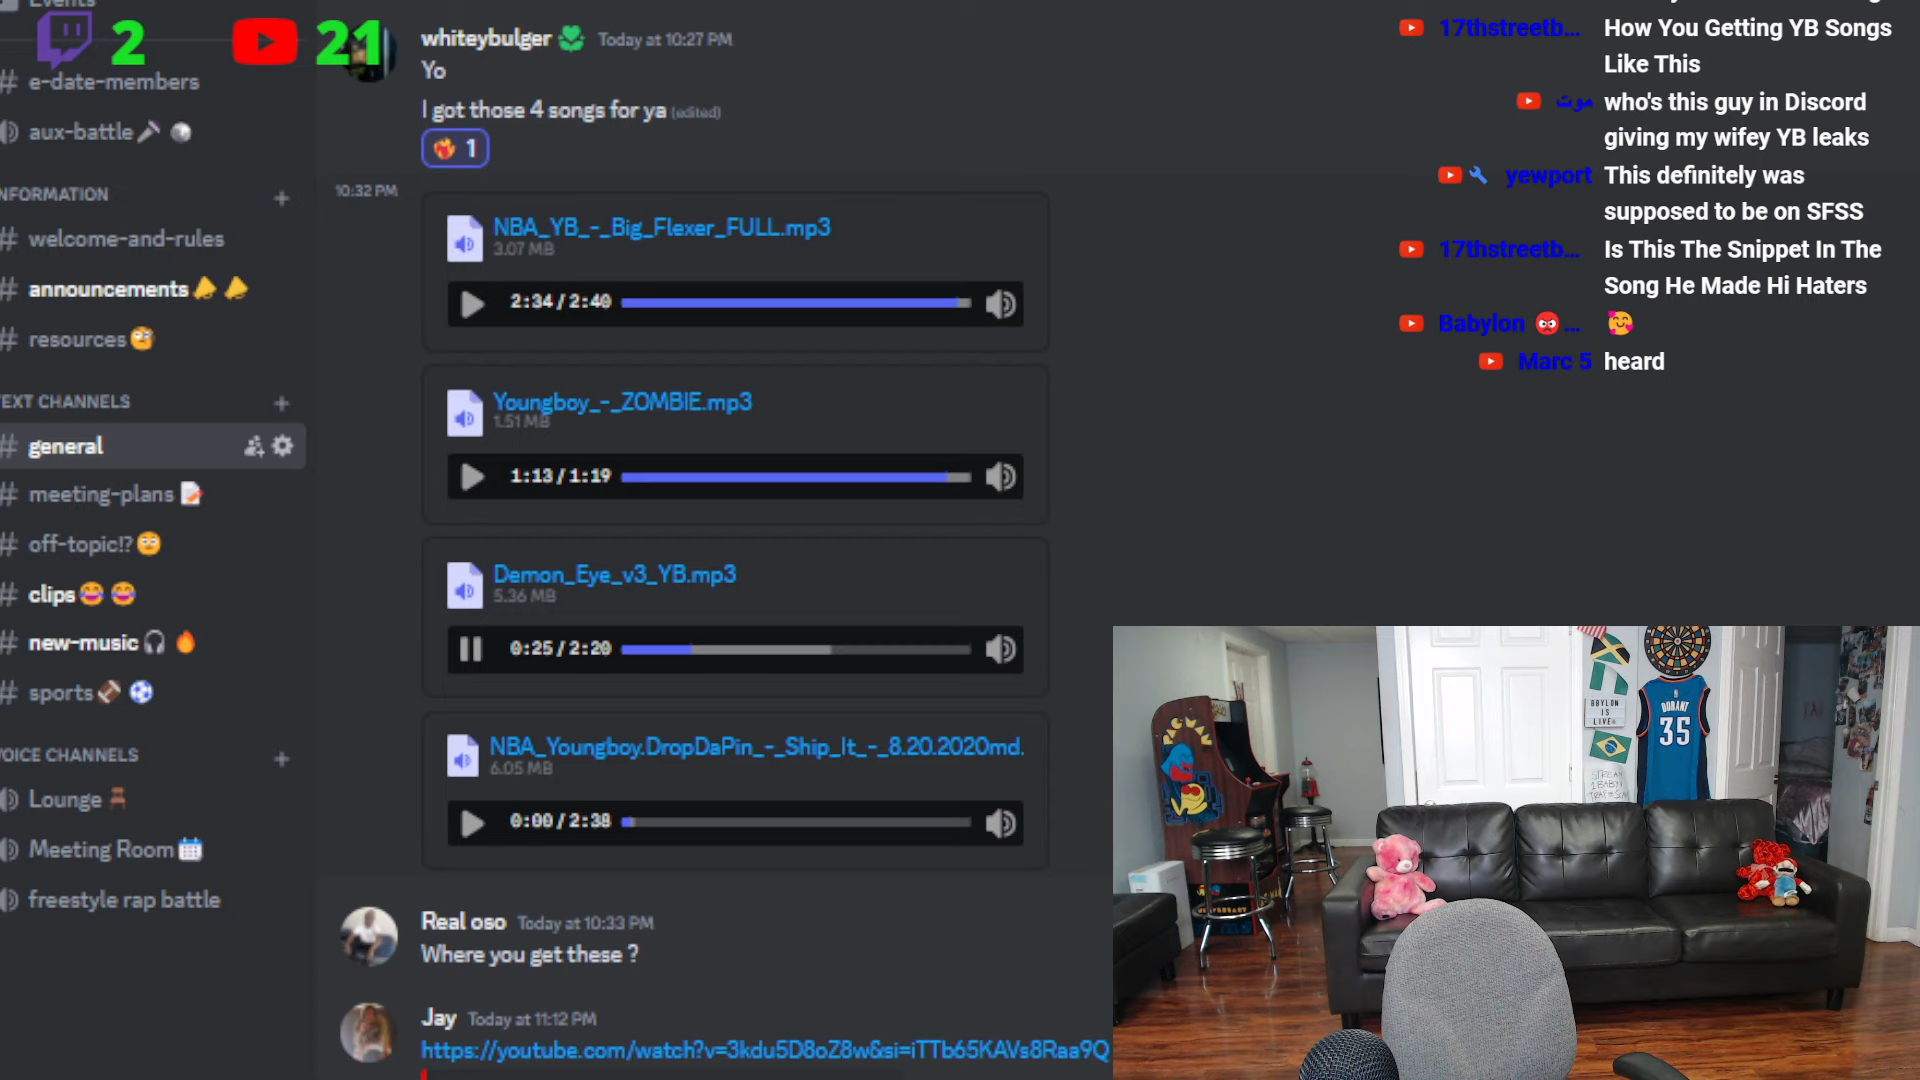 Events
2
21
# e-date-members
aux-battle
NFORMATION
# welcome-and-rules
# announcements
# resources
EXT CHANNELS
# general
# meeting-plans
# off-topic!?
# clips
# new-music
# sports
OICE CHANNELS
Lounge
Meeting Room
freestyle rap battle
whiteybulger Today at 10:27 PM
Yo
I got those 4 songs for ya (edited)
1
10:32 PM
NBA_YB_-_Big_Flexer_FULL.mp3
3.07 MB
2:34 / 2:40
Youngboy_-_ZOMBIE.mp3
1.51 MB
1:13 / 1:19
Demon_Eye_v3_YB.mp3
5.36 MB
0:25 / 2:20
NBA_Youngboy.DropDaPin_-_Ship_It_-_8.20.2020md.
6.05 MB
0:00 / 2:38
Real oso Today at 10:33 PM
Where you get these ?
Jay Today at 11:12 PM
https://youtube.com/watch?v=3kdu5D8oZ8w&si=iTTb65KAVs8Raa9Q
17thstreetb... How You Getting YB Songs
Like This
موت who's this guy in Discord
giving my wifey YB leaks
yewport This definitely was
supposed to be on SFSS
17thstreetb... Is This The Snippet In The
Song He Made Hi Haters
Babylon ...
Marc 5 heard
BBYLON
IS
LIVE
DURANT
35